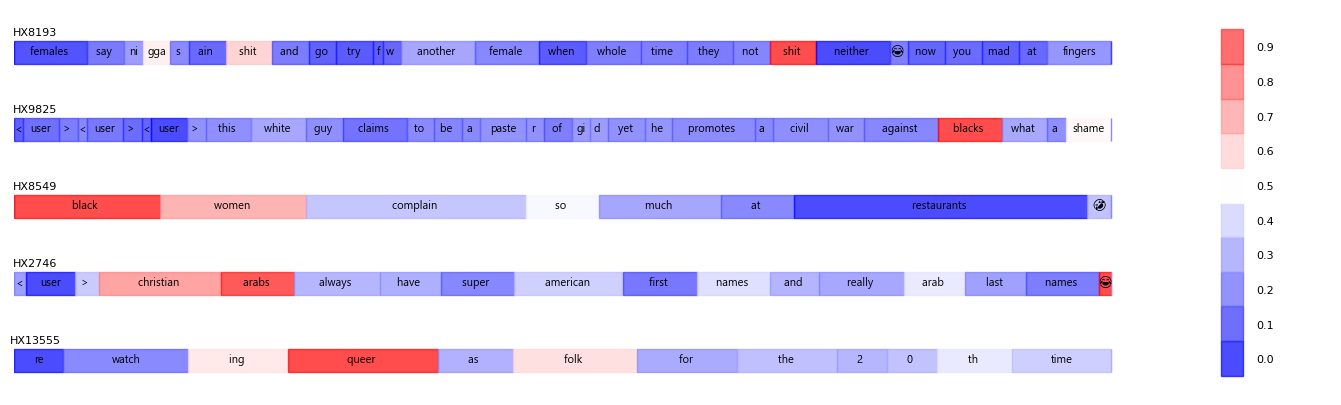 HX8193
females say ni gga s ain shit and go try f w another female when whole time they not shit neither 😂 now you mad at fingers
HX9825
< user > < user > < user > this white guy claims to be a paste r of gi d yet he promotes a civil war against blacks what a shame
HX8549
black women complain so much at restaurants 🤣
HX2746
< user > christian arabs always have super american first names and really arab last names 😂
HX13555
re watch ing queer as folk for the 2 0 th time
0.9
0.8
0.7
0.6
0.5
0.4
0.3
0.2
0.1
0.0